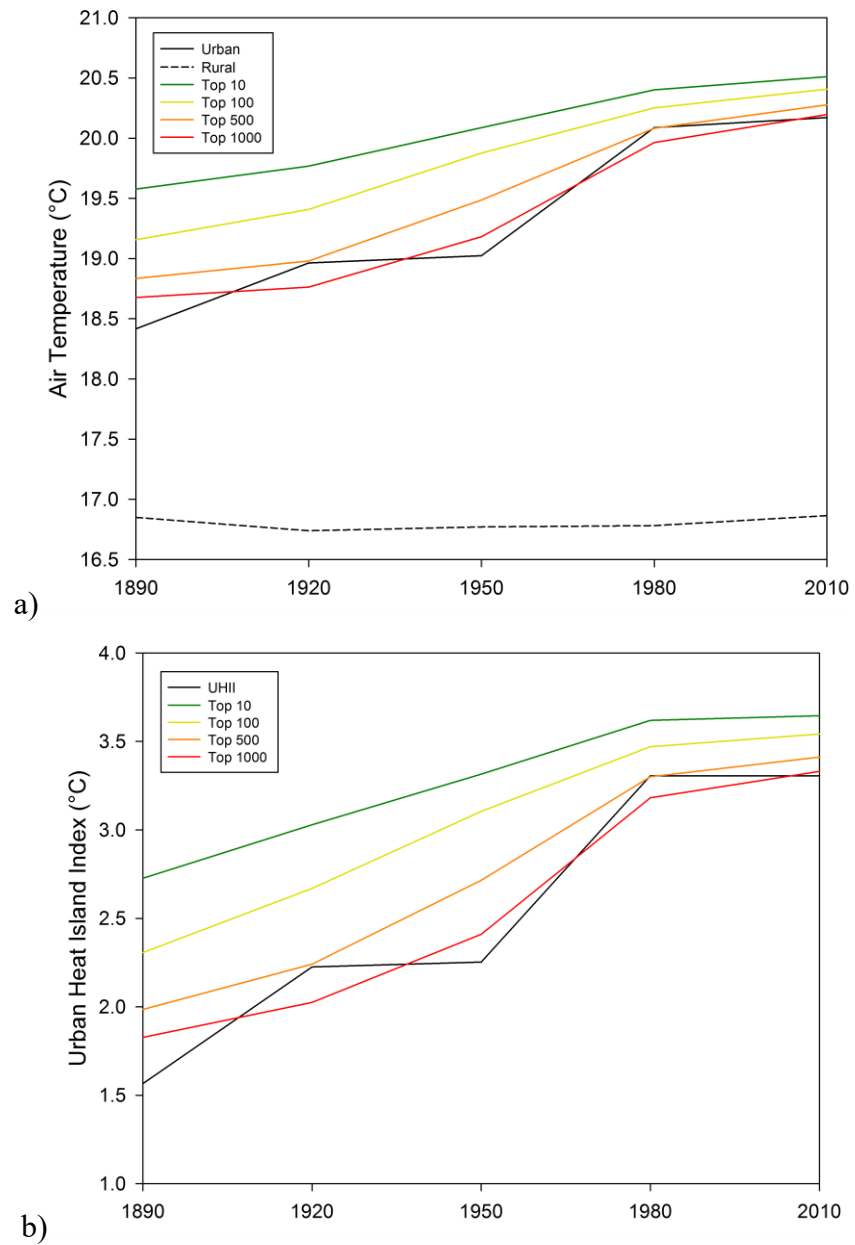 21.0
20.5
20.0
19.5
19.0
18.5
18.0
17.5
17.0
16.5
Air Temperature (°C)
Urban
Rural
Top 10
Top 100
Top 500
Top 1000
1890 1920 1950 1980 2010
a)
4.0
3.5
3.0
2.5
2.0
1.5
1.0
Urban Heat Island Index (°C)
UHII
Top 10
Top 100
Top 500
Top 1000
1890 1920 1950 1980 2010
b)